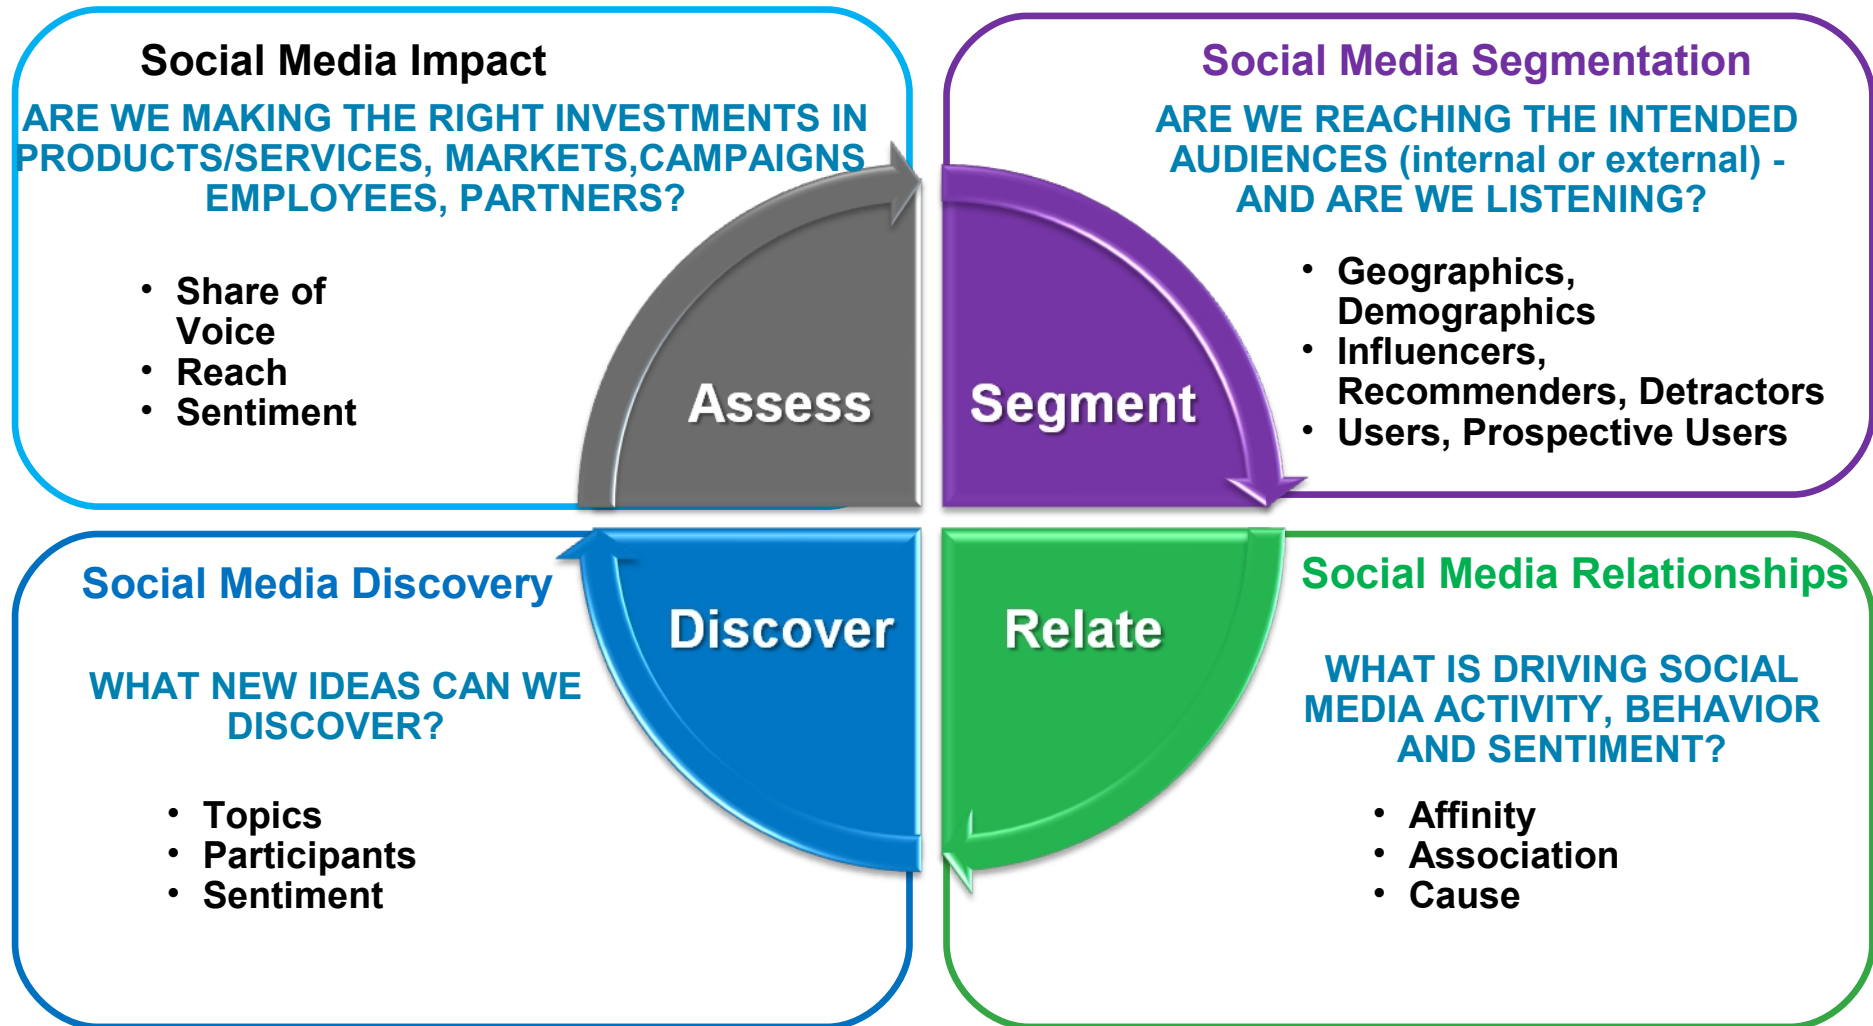 Social Media Impact
ARE WE MAKING THE RIGHT INVESTMENTS IN
PRODUCTS/SERVICES, MARKETS,CAMPAIGNS
EMPLOYEES, PARTNERS?
• Share of
Voice
• Reach
• Sentiment
Assess
Social Media Segmentation
ARE WE REACHING THE INTENDED
AUDIENCES (internal or external) -
AND ARE WE LISTENING?
• Geographics,
Demographics
• Influencers,
Recommenders, Detractors
• Users, Prospective Users
Segment
Social Media Discovery
WHAT NEW IDEAS CAN WE
DISCOVER?
• Topics
• Participants
• Sentiment
Discover
Relate
Social Media Relationships
WHAT IS DRIVING SOCIAL
MEDIA ACTIVITY, BEHAVIOR
AND SENTIMENT?
• Affinity
• Association
• Cause